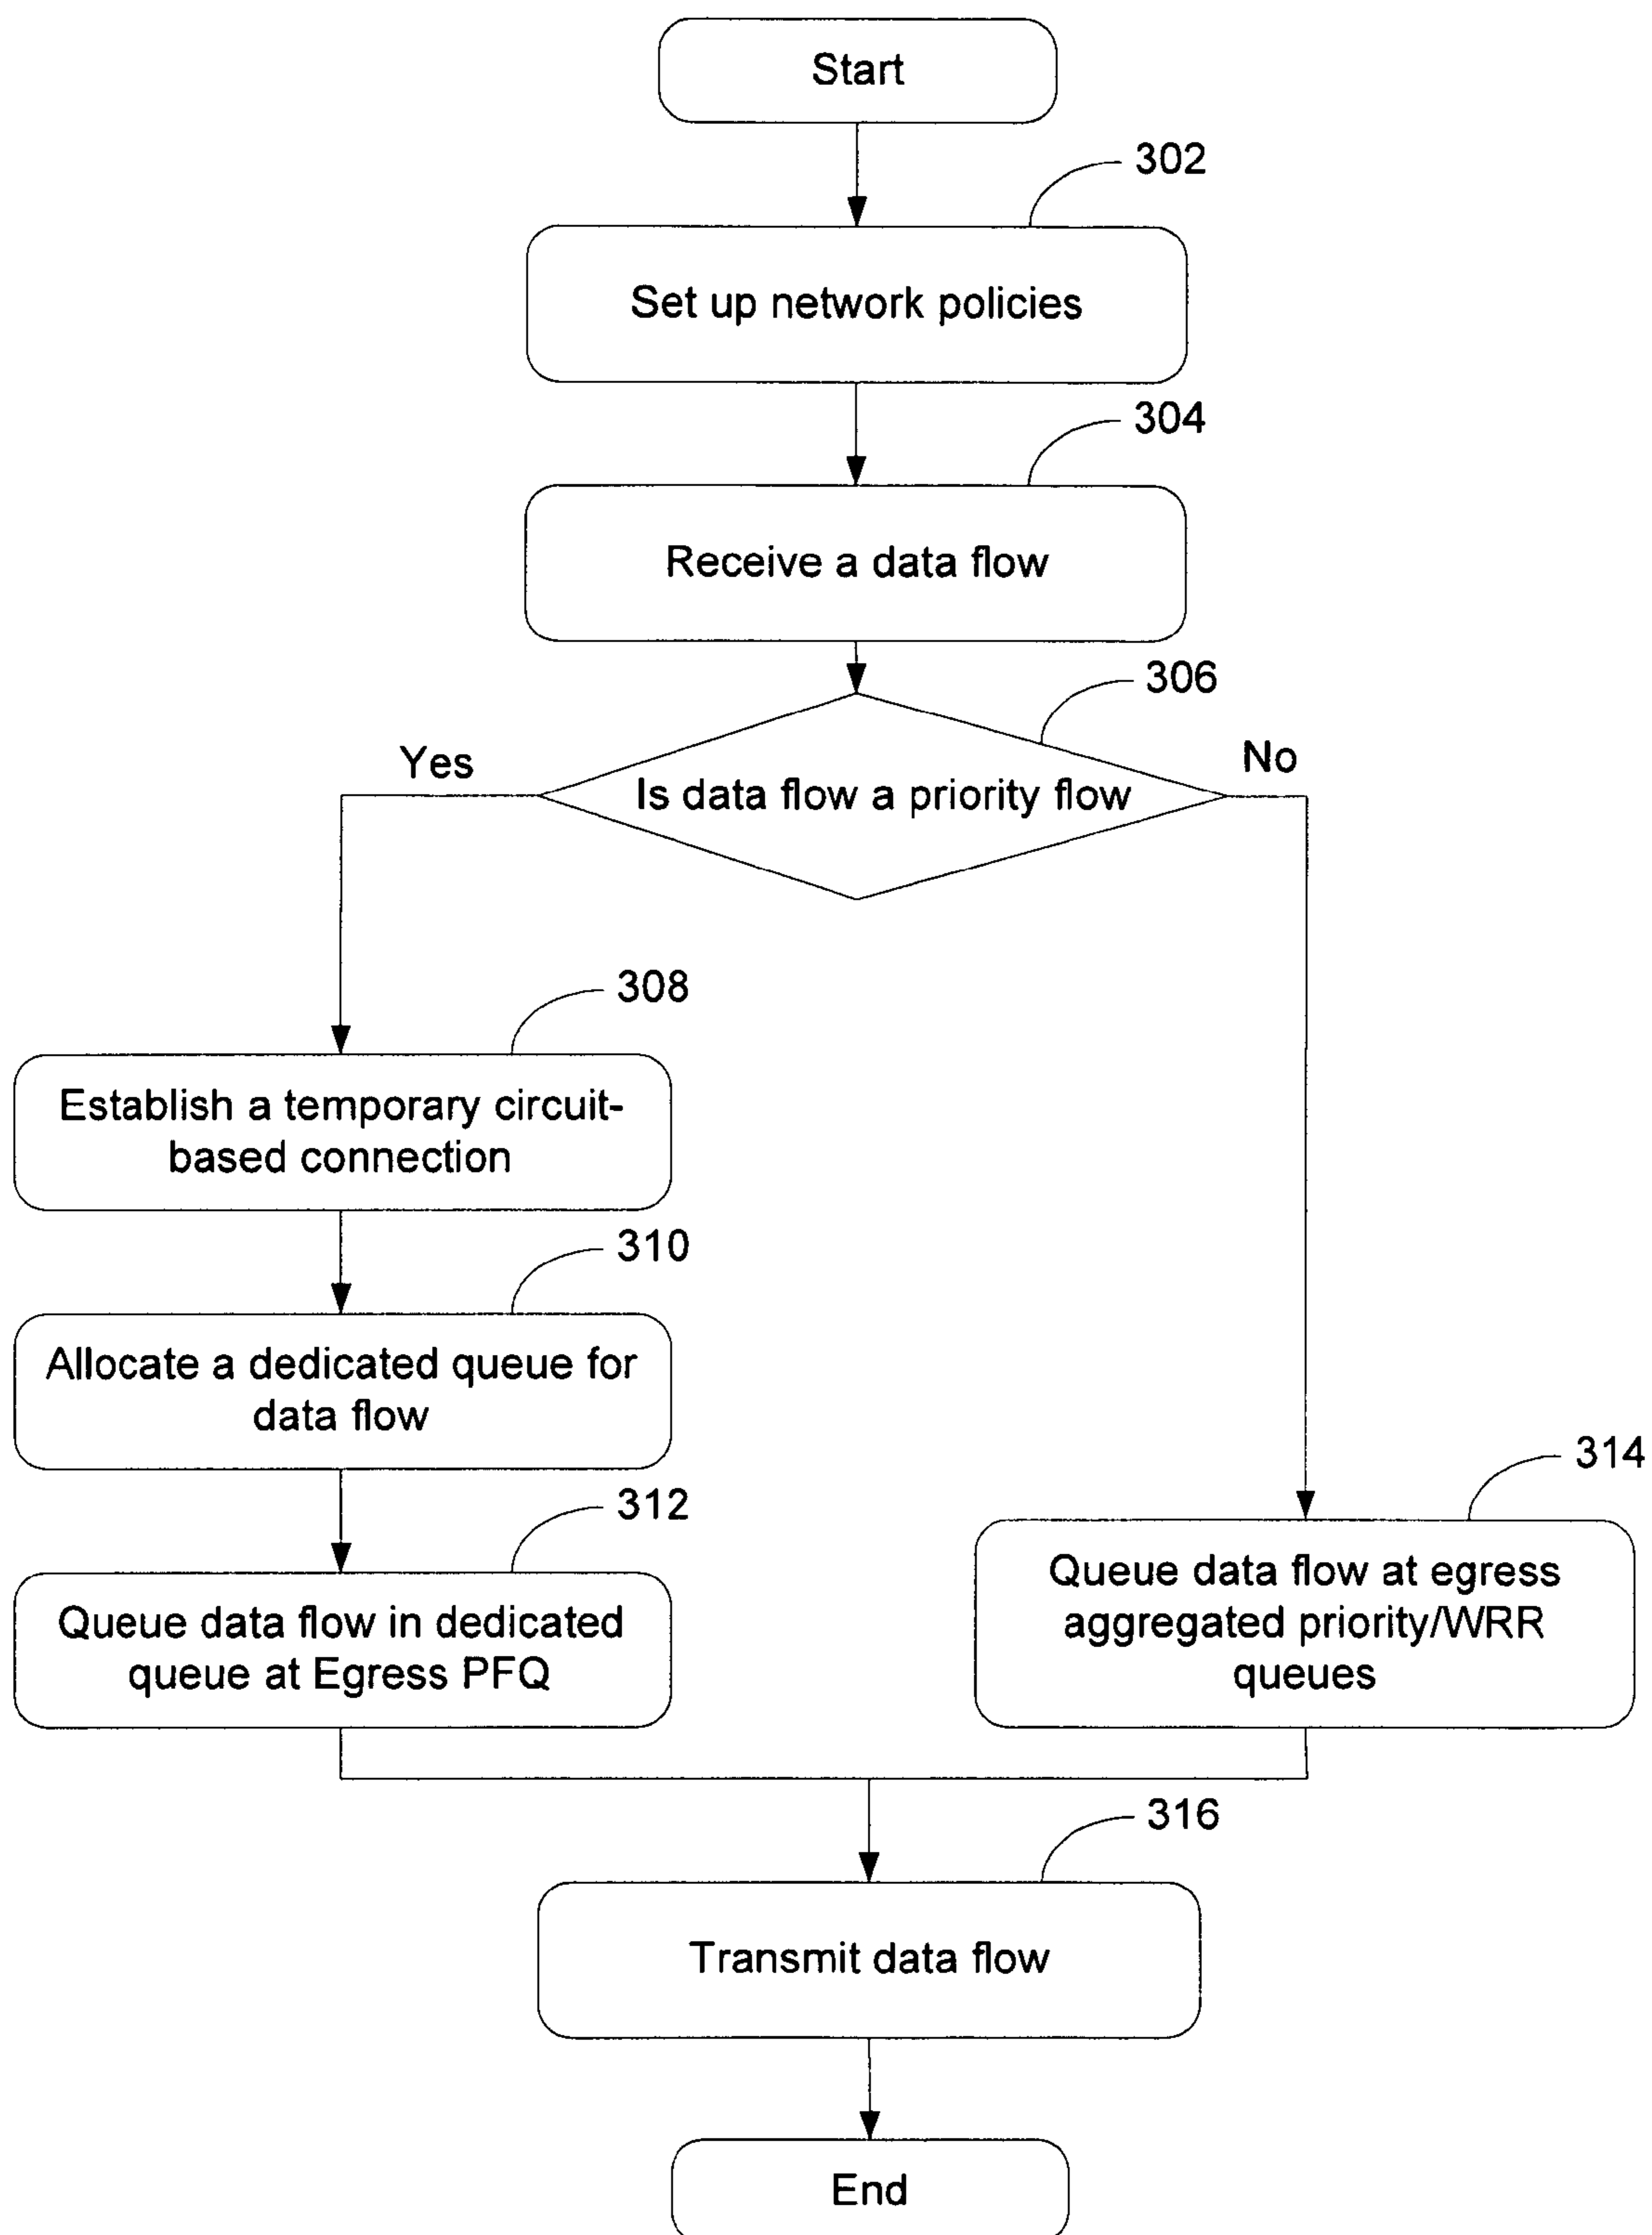 Start
302
Set up network policies
304
Receive a data flow
306
Yes
No
Is data flow a priority flow
308
Establish a temporary circuit-
based connection
310
Allocate a dedicated queue for
data flow
312
Queue data flow in dedicated
queue at Egress PFQ
314
Queue data flow at egress
aggregated priority/WRR
queues
316
Transmit data flow
End